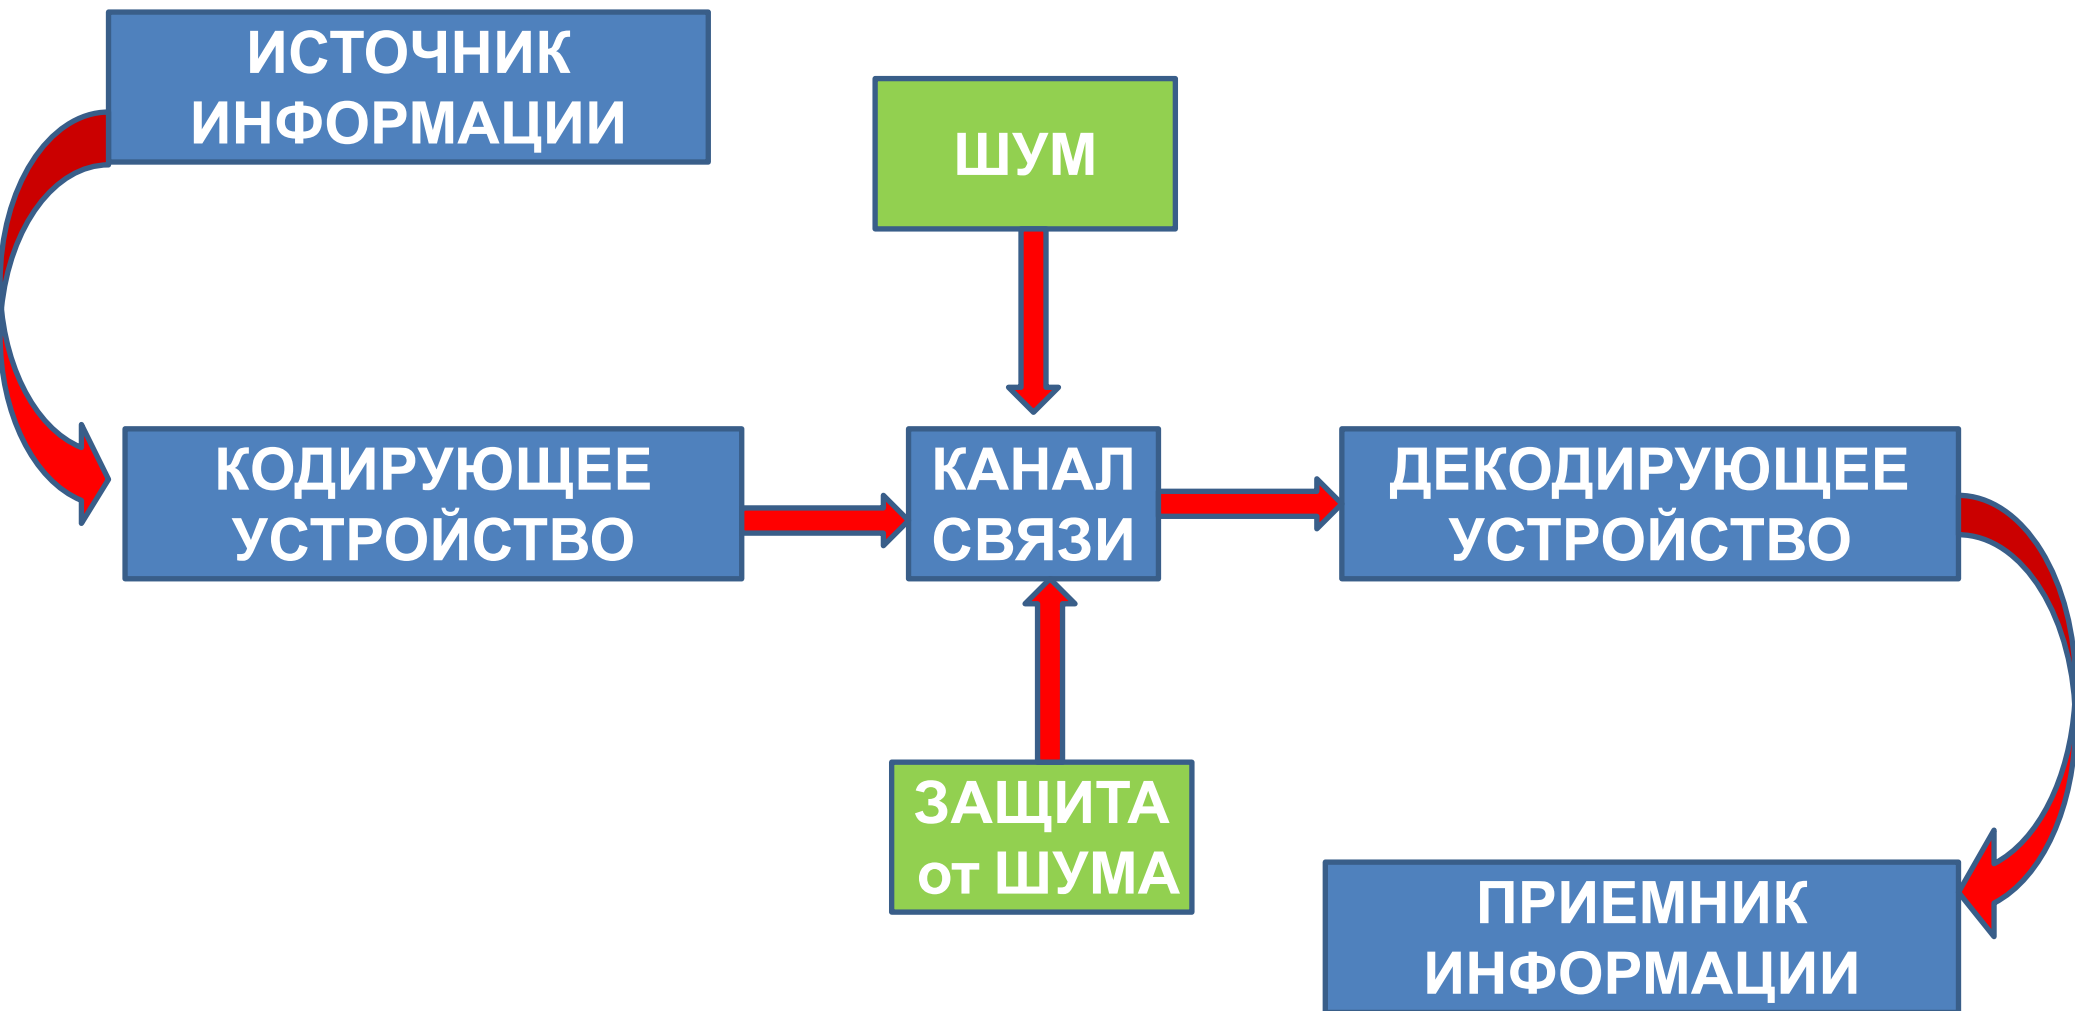 ИСТОЧНИК
ИНФОРМАЦИИ
ШУМ
КОДИРУЮЩЕЕ
УСТРОЙСТВО
КАНАЛ
СВЯЗИ
ДЕКОДИРУЮЩЕЕ
УСТРОЙСТВО
ЗАЩИТА
от ШУМА
ПРИЕМНИК
ИНФОРМАЦИИ